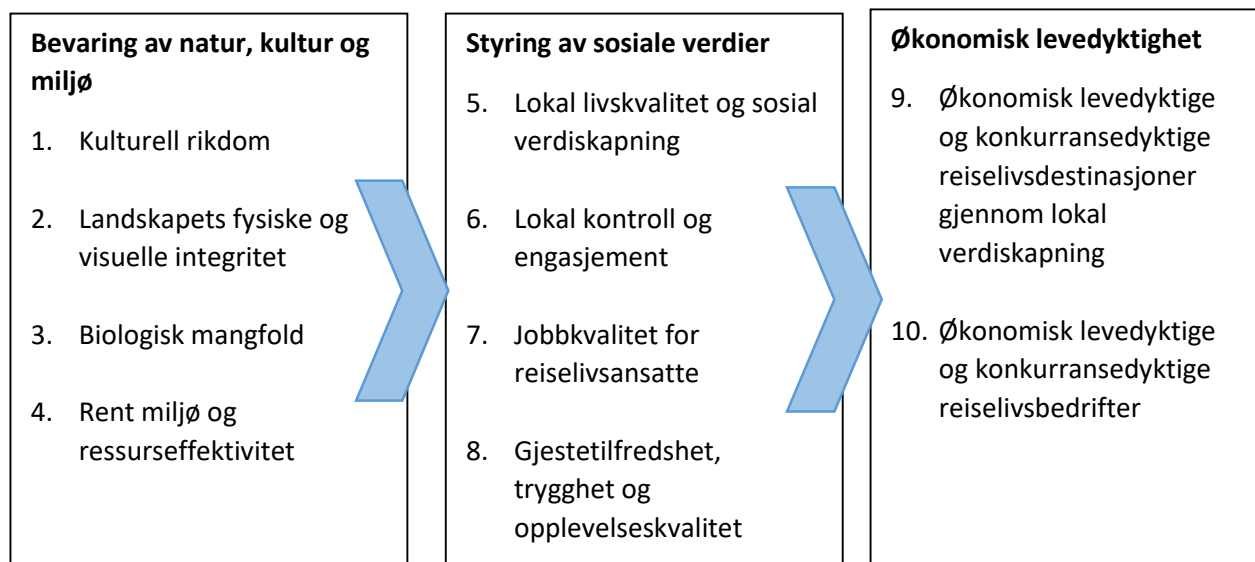 Bevaring av natur, kultur og
miljø
1. Kulturell rikdom
2. Landskapets fysiske og
visuelle integritet
3. Biologisk mangfold
4. Rent miljø og
ressurseffektivitet
Styring av sosiale verdier
5. Lokal livskvalitet og sosial
verdiskapning
6. Lokal kontroll og
engasjement
7. Jobbkvalitet for
reiselivsansatte
8. Gjestetilfredshet,
trygghet og
opplevelseskvalitet
Økonomisk levedyktighet
9. Økonomisk levedyktige
og konkurransedyktige
reiselivsdestinasjoner
gjennom lokal
verdiskapning
10. Økonomisk levedyktige
og konkurransedyktige
reiselivsbedrifter